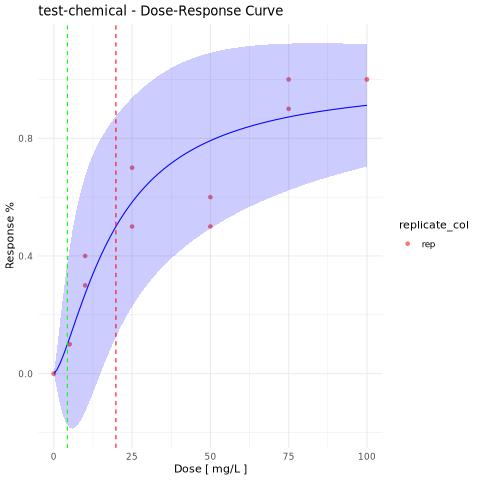 test-chemical - Dose-Response Curve
Response %
0.8
0.4
0.0
0
25
50
75
100
Dose [ mg/L ]
replicate_col
rep